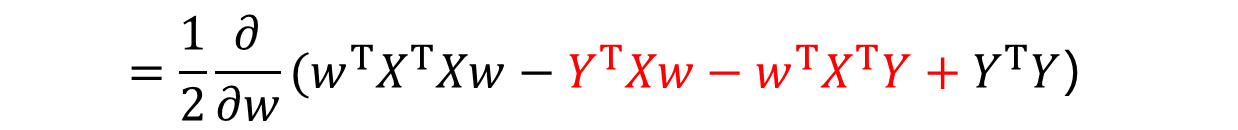 = 1/2 ∂/∂w (wᵀXᵀXw − YᵀXw − wᵀXᵀY + YᵀY)